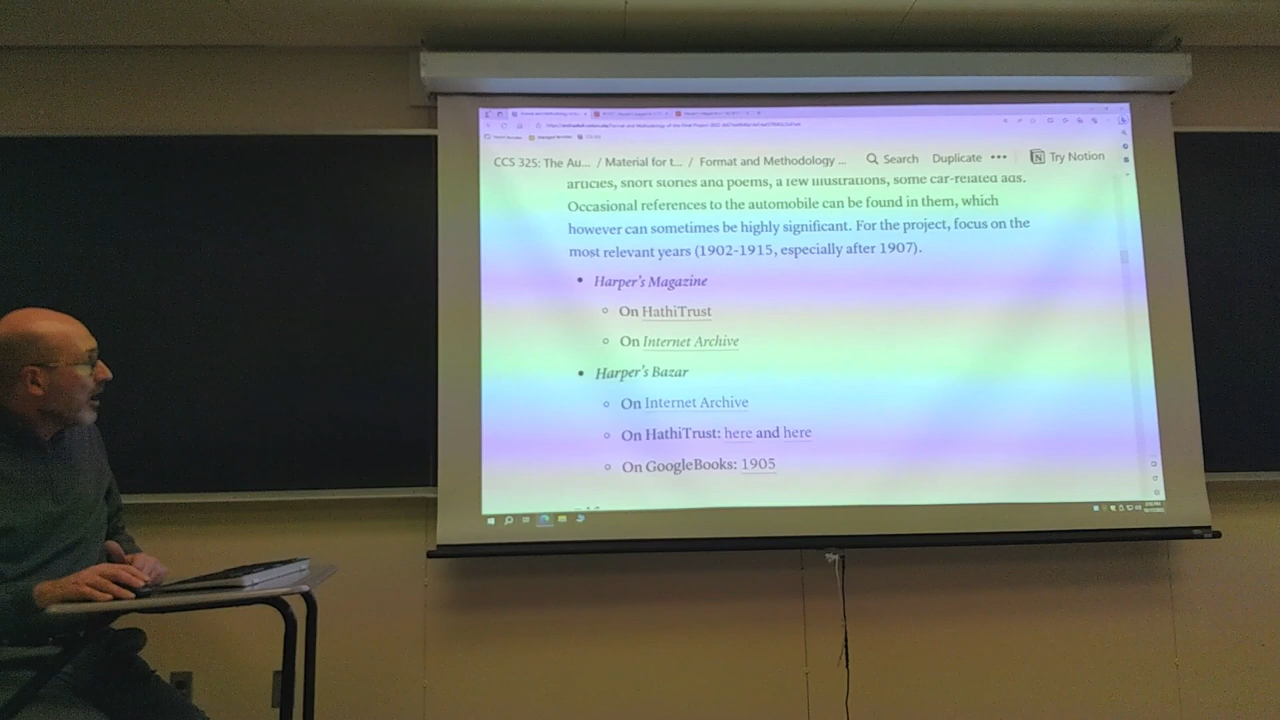 CCS 325: The Au... / Material for t... / Format and Methodology ... Search Duplicate ••• Try Notion
articles, short stories and poems, a few illustrations, some car-related ads.
Occasional references to the automobile can be found in them, which
however can sometimes be highly significant. For the project, focus on the
most relevant years (1902-1915, especially after 1907).
• Harper's Magazine
◦ On HathiTrust
◦ On Internet Archive
• Harper's Bazar
◦ On Internet Archive
◦ On HathiTrust: here and here
◦ On GoogleBooks: 1905